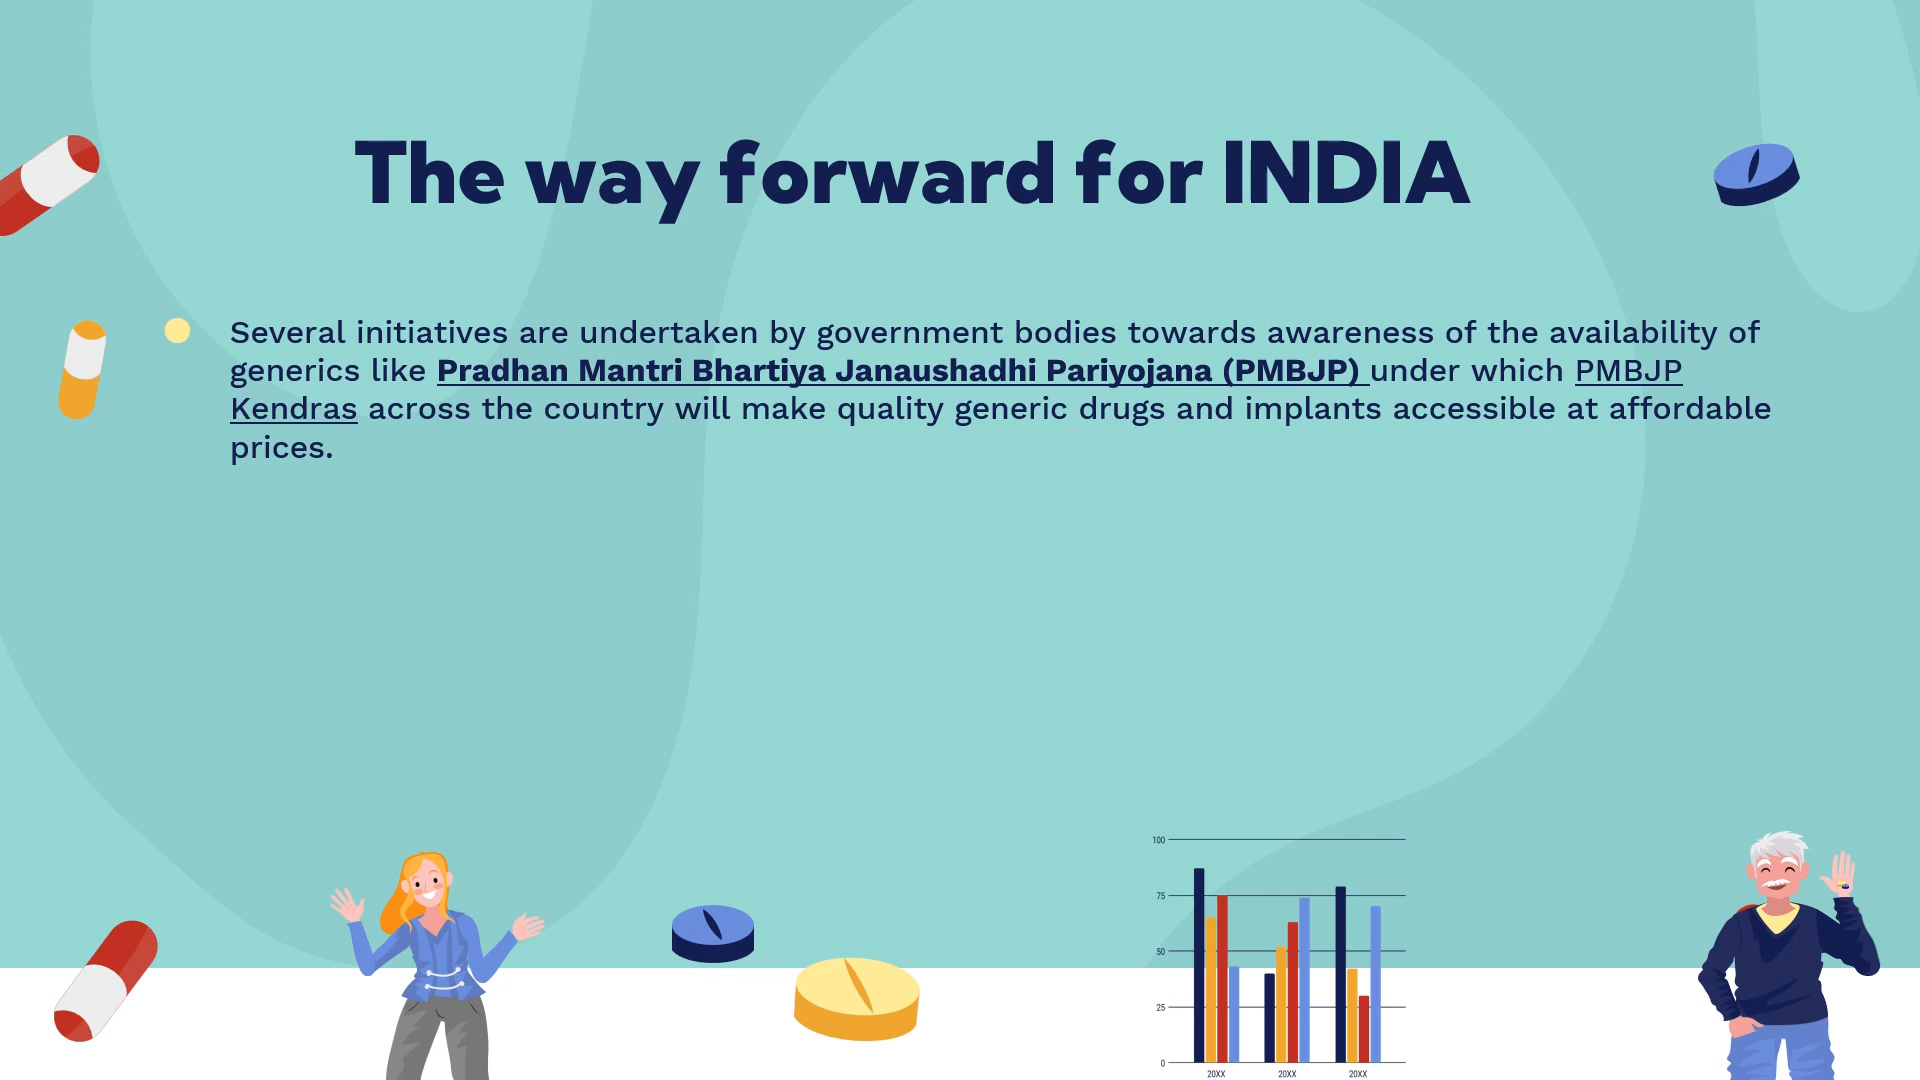 The way forward for INDIA
Several initiatives are undertaken by government bodies towards awareness of the availability of
generics like Pradhan Mantri Bhartiya Janaushadhi Pariyojana (PMBJP) under which PMBJP
Kendras across the country will make quality generic drugs and implants accessible at affordable
prices.
100
75
50
25
0
20XX 20XX 20XX